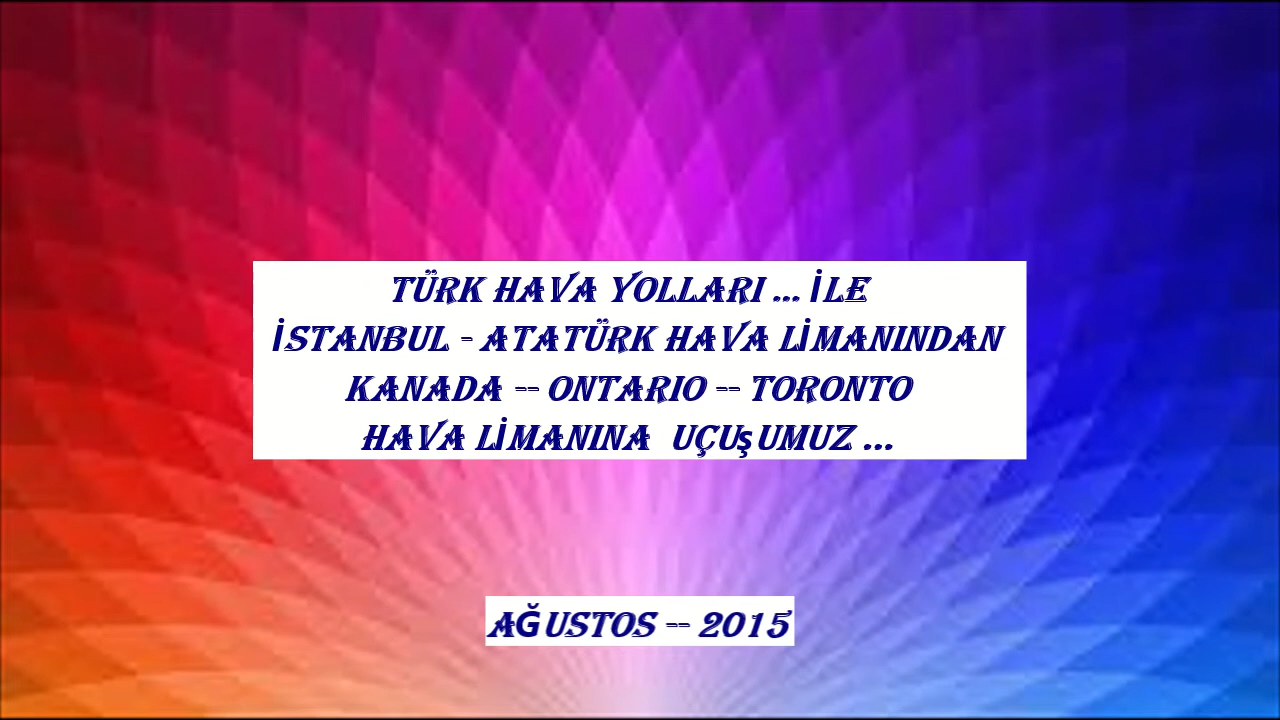 TÜRK HAVA YOLLARI ... İLE
İSTANBUL - ATATÜRK HAVA LİMANINDAN
KANADA -- ONTARIO -- TORONTO
HAVA LİMANINA UÇUŞUMUZ ...
AĞUSTOS -- 2015